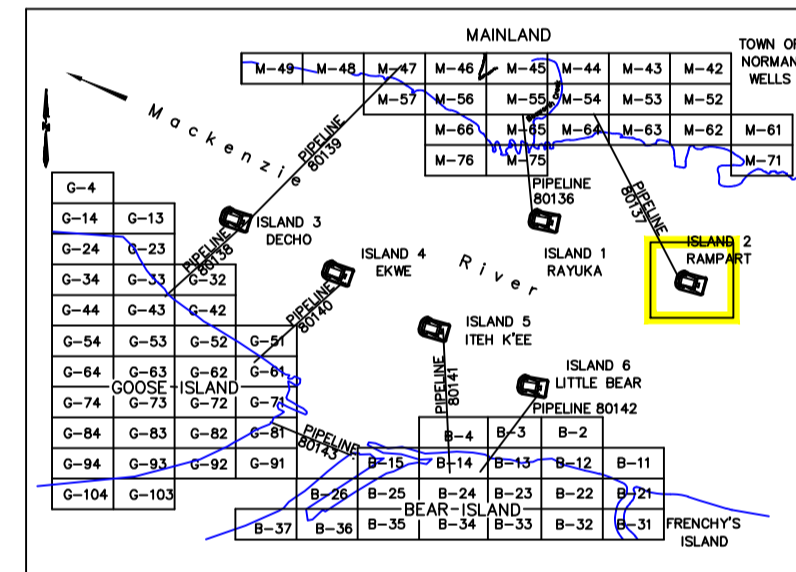 MAINLAND
TOWN OF
NORMAN
WELLS
M-49 M-48 M-47 M-46 M-45 M-44 M-43 M-42
M-57 M-56 M-55 M-54 M-53 M-52
M-66 M-65 M-64 M-63 M-62 M-61
M-76 M-75 M-71
Mackenzie
River
PIPELINE
80139
PIPELINE
80136
PIPELINE
80137
ISLAND 3
DECHO
ISLAND 4
EKWE
ISLAND 1
RAYUKA
ISLAND 2
RAMPART
PIPELINE
80138
PIPELINE
80140
ISLAND 5
ITEH K'EE
ISLAND 6
LITTLE BEAR
PIPELINE
80141
PIPELINE 80142
PIPELINE
80143
G-4
G-14 G-13
G-24 G-23
G-34 G-33 G-32
G-44 G-43 G-42
G-54 G-53 G-52 G-51
G-64 G-63 G-62 G-61
GOOSE ISLAND
G-74 G-73 G-72 G-71
G-84 G-83 G-82 G-81
G-94 G-93 G-92 G-91
G-104 G-103
B-4 B-3 B-2
B-15 B-14 B-13 B-12 B-11
B-26 B-25 B-24 B-23 B-22 B-21
BEAR ISLAND
B-37 B-36 B-35 B-34 B-33 B-32 B-31
FRENCHY'S
ISLAND